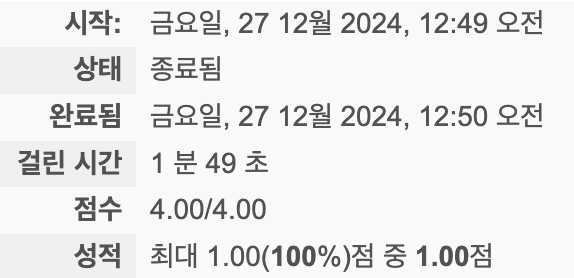 시작: 금요일, 27 12월 2024, 12:49 오전
상태 종료됨
완료됨 금요일, 27 12월 2024, 12:50 오전
걸린 시간 1 분 49 초
점수 4.00/4.00
성적 최대 1.00(100%)점 중 1.00점